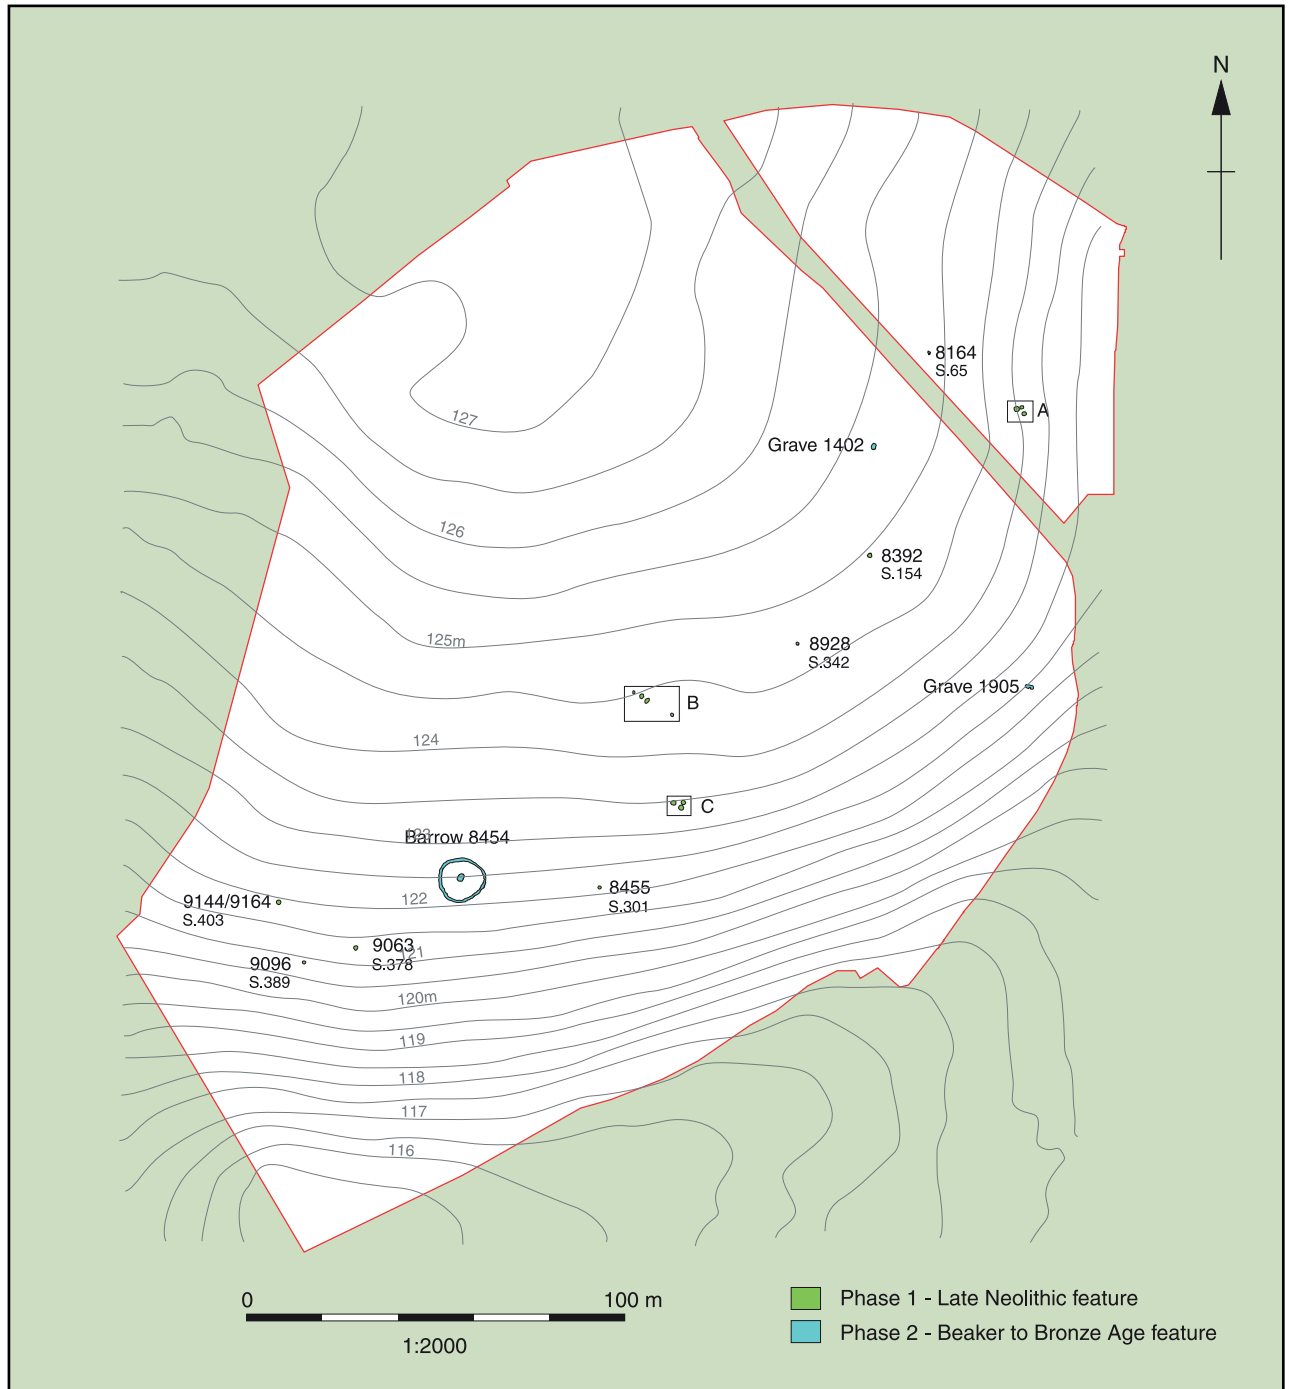 N
8164
S.65
A
127
Grave 1402
126
8392
S.154
125m
8928
S.342
Grave 1905
B
124
C
123
Barrow 8454
8455
S.301
122
9144/9164
S.403
9063
S.378
121
9096
S.389
120m
119
118
117
116
0 100 m
1:2000
Phase 1 - Late Neolithic feature
Phase 2 - Beaker to Bronze Age feature